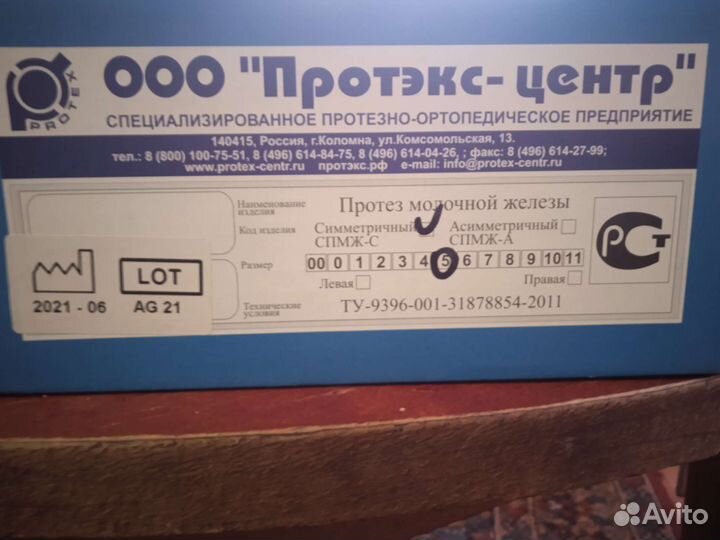 PROTEX
ООО "Протэкс-центр"
СПЕЦИАЛИЗИРОВАННОЕ ПРОТЕЗНО-ОРТОПЕДИЧЕСКОЕ ПРЕДПРИЯТИЕ
140415, Россия, г.Коломна, ул.Комсомольская, 13.
тел.: 8 (800) 100-75-51, 8 (496) 614-84-75, 8 (496) 614-04-26, ; факс: 8 (496) 614-27-99;
www.protex-centr.ru протэкс.рф e-mail: info@protex-centr.ru
Наименование изделия Протез молочной железы
Код изделия Симметричный СПМЖ-С Асимметричный СПМЖ-А
Размер 00 0 1 2 3 4 5 6 7 8 9 10 11
Левая Правая
Технические условия ТУ-9396-001-31878854-2011
РСТ
LOT
2021 - 06 AG 21
Avito